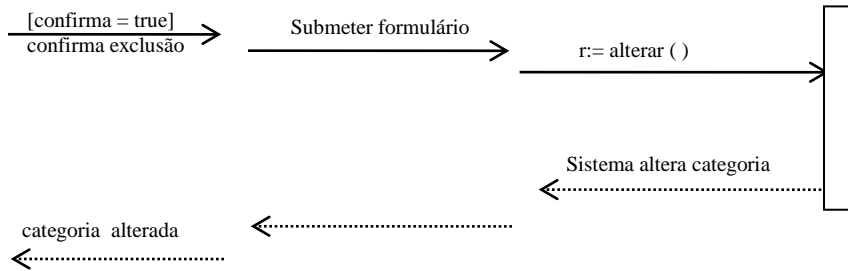 [confirma = true]
confirma exclusão
Submeter formulário
r:= alterar ( )
Sistema altera categoria
categoria alterada